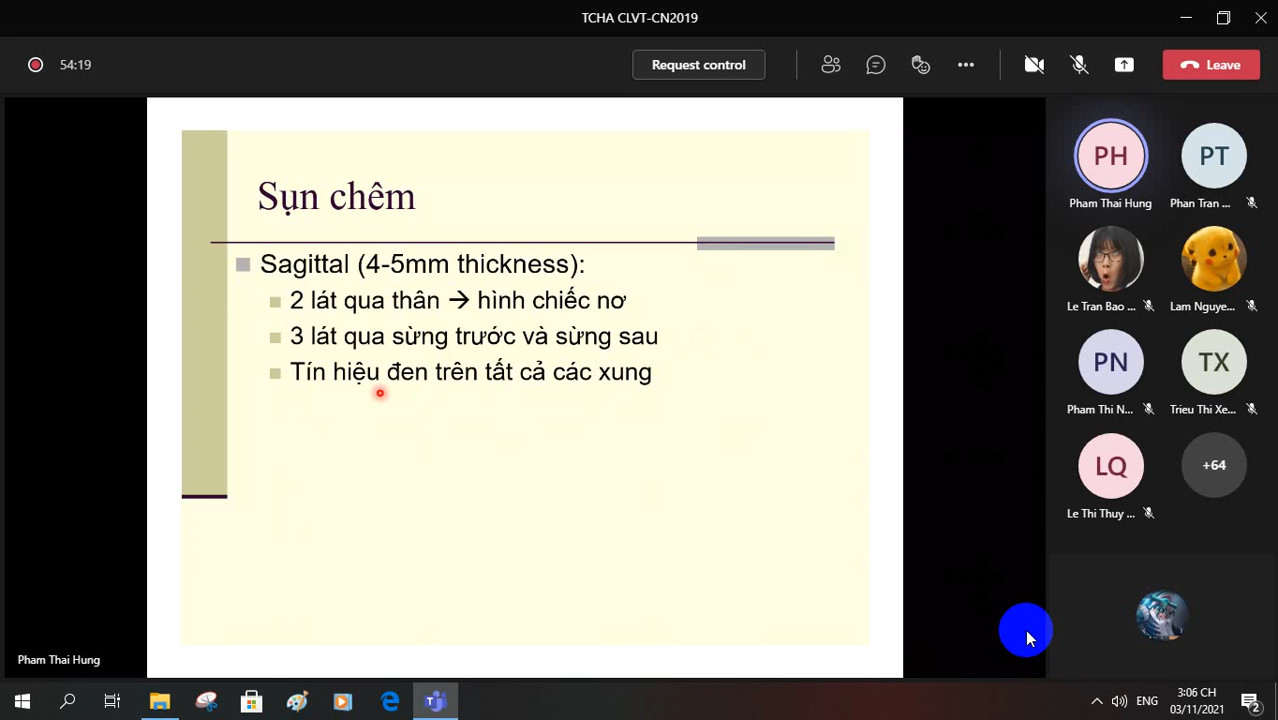 TCHA CLVT-CN2019
54:19
Request control
Leave
Sụn chêm
Sagittal (4-5mm thickness):
2 lát qua thân → hình chiếc nơ
3 lát qua sừng trước và sừng sau
Tín hiệu đen trên tất cả các xung
Pham Thai Hung
PH
PT
Pham Thai Hung
Phan Tran ...
Le Tran Bao ...
Lam Nguye...
PN
TX
Pham Thi N...
Trieu Thi Xe...
LQ
+64
Le Thi Thuy ...
ENG
3:06 CH
03/11/2021
2